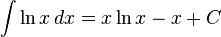 ∫ ln x dx = x ln x − x + C